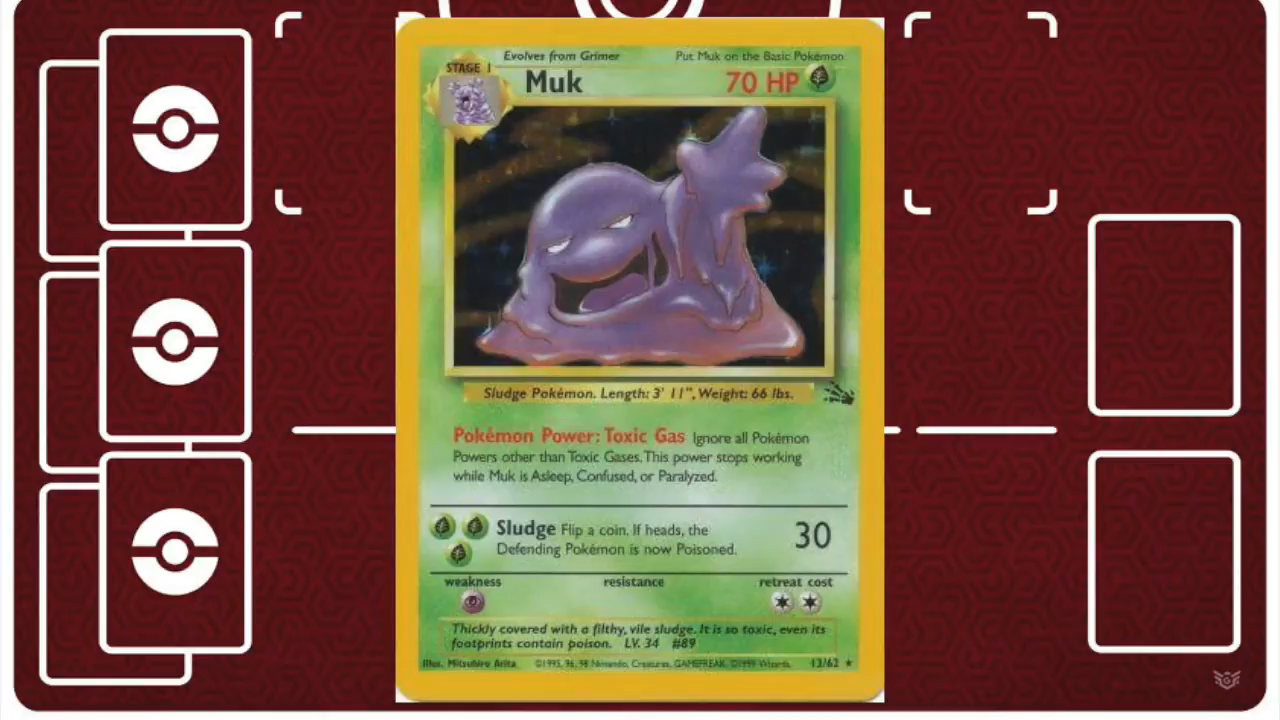 Evolves from Grimer Put Muk on the Basic Pokémon
STAGE 1
Muk 70 HP
Sludge Pokémon. Length: 3' 11", Weight: 66 lbs.
Pokémon Power: Toxic Gas Ignore all Pokémon
Powers other than Toxic Gases. This power stops working
while Muk is Asleep, Confused, or Paralyzed.
Sludge Flip a coin. If heads, the
Defending Pokémon is now Poisoned.
30
weakness resistance retreat cost
Thickly covered with a filthy, vile sludge. It is so toxic, even its
footprints contain poison. LV. 34 #89
Illus. Mitsuhiro Arita ©1995, 96, 98 Nintendo, Creatures, GAMEFREAK. ©1999 Wizards. 13/62